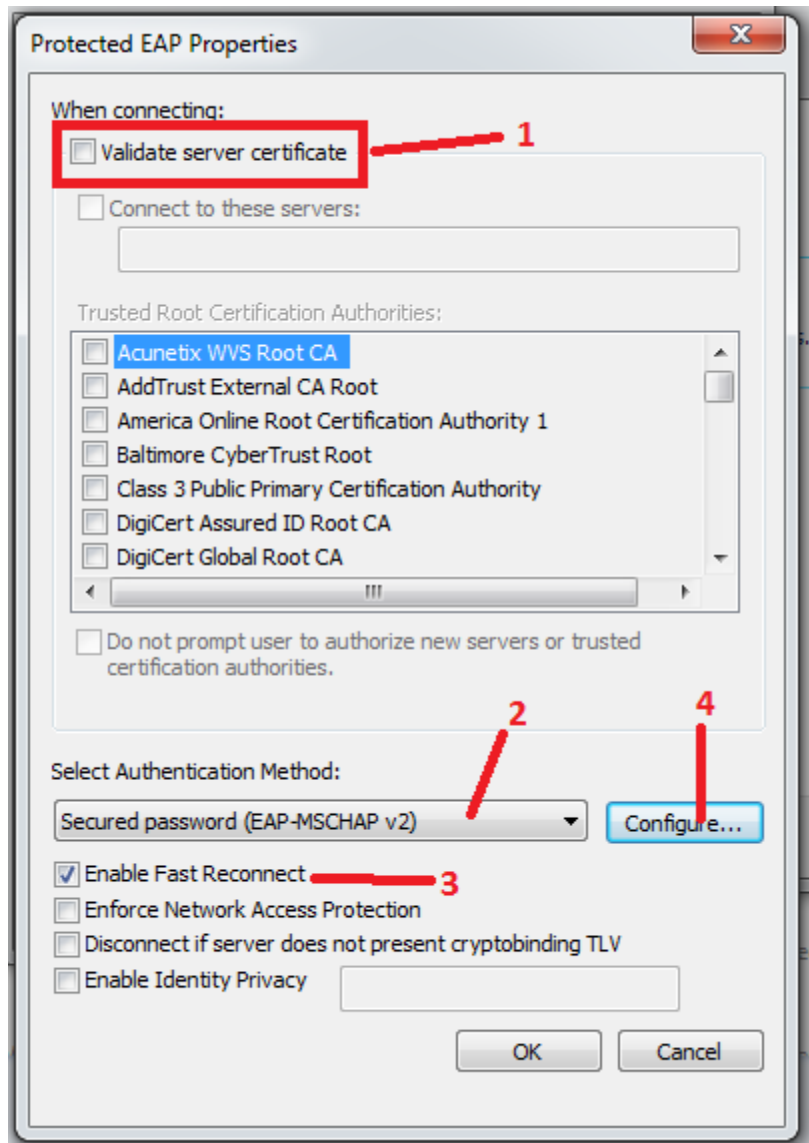 Protected EAP Properties
When connecting:
Validate server certificate
1
Connect to these servers:
Trusted Root Certification Authorities:
Acunetix WVS Root CA
AddTrust External CA Root
America Online Root Certification Authority 1
Baltimore CyberTrust Root
Class 3 Public Primary Certification Authority
DigiCert Assured ID Root CA
DigiCert Global Root CA
Do not prompt user to authorize new servers or trusted
certification authorities.
2
4
Select Authentication Method:
Secured password (EAP-MSCHAP v2)
Configure...
Enable Fast Reconnect
3
Enforce Network Access Protection
Disconnect if server does not present cryptobinding TLV
Enable Identity Privacy
OK
Cancel